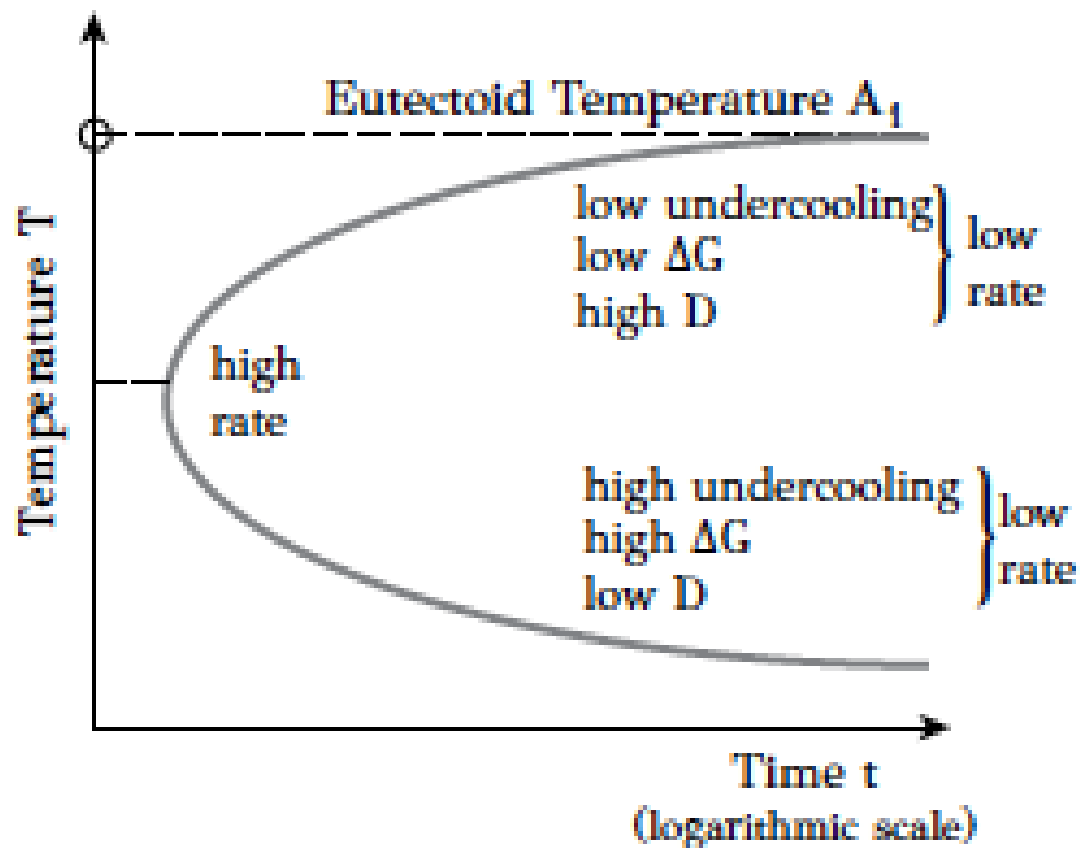 Eutectoid Temperature A₁
low undercooling
low ΔG
high D
low
rate
Temperature T
high
rate
high undercooling
high ΔG
low D
low
rate
Time t
(logarithmic scale)